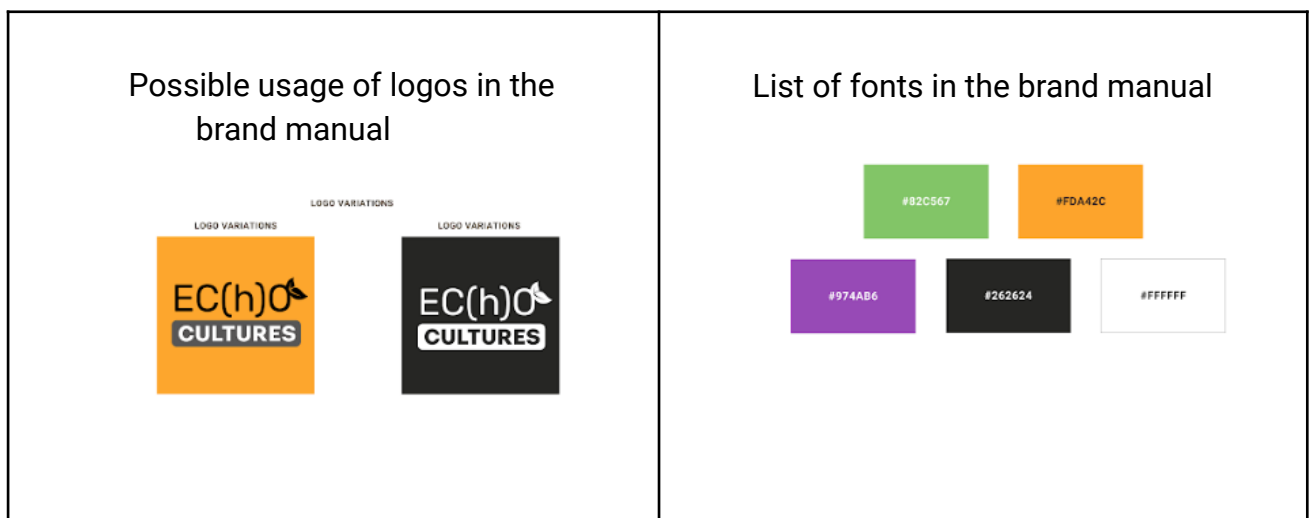 Possible usage of logos in the
brand manual
LOGO VARIATIONS
LOGO VARIATIONS
LOGO VARIATIONS
EC(h)O
CULTURES
EC(h)O
CULTURES
List of fonts in the brand manual
#82C567
#FDA42C
#974AB6
#262624
#FFFFFF